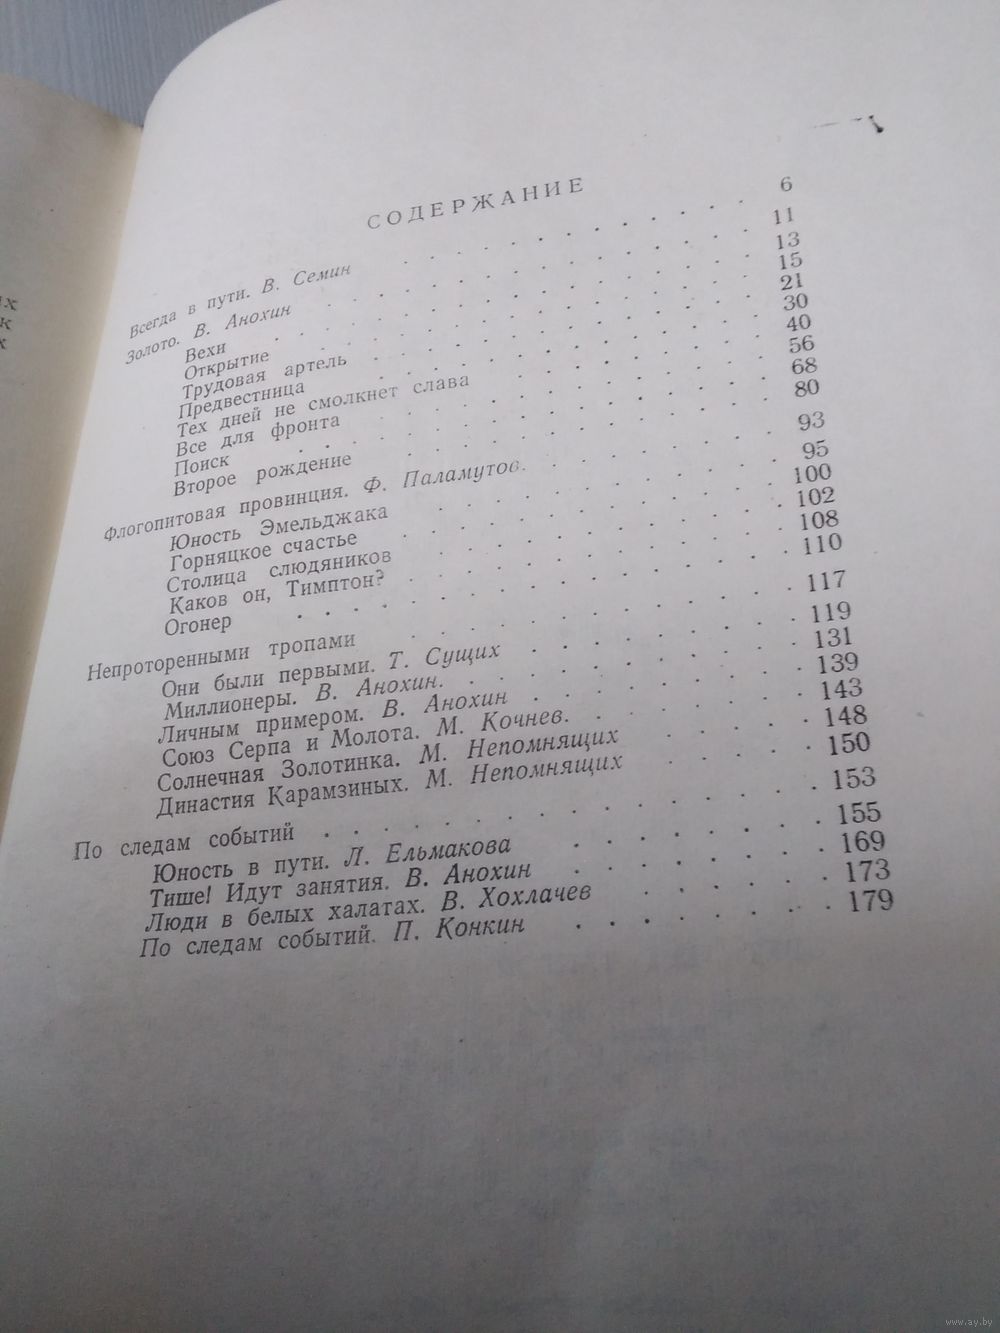 СОДЕРЖАНИЕ
Всегда в пути. В. Семин . . . . . . . . . . 6
Золото. В. Анохин . . . . . . . . . . 11
Вехи . . . . . . . . . . 13
Открытие . . . . . . . . . . 15
Трудовая артель . . . . . . . . . . 21
Предвестница . . . . . . . . . . 30
Тех дней не смолкнет слава . . . . . . . 40
Все для фронта . . . . . . . . . . 56
Поиск . . . . . . . . . . 68
Второе рождение . . . . . . . . . . 80
Флогопитовая провинция. Ф. Паламутов. . . . . . . 93
Юность Эмельджака . . . . . . . . 95
Горняцкое счастье . . . . . . . . 100
Столица слюдяников . . . . . . . . 102
Каков он, Тимптон? . . . . . . . . 108
Огонер . . . . . . . . . . 110
Непроторенными тропами . . . . . . . . 117
Они были первыми. Т. Сущих . . . . . . 119
Миллионеры. В. Анохин. . . . . . . . 131
Личным примером. В. Анохин . . . . . . 139
Союз Серпа и Молота. М. Кочнев. . . . . . 143
Солнечная Золотинка. М. Непомнящих . . . . 148
Династия Карамзиных. М. Непомнящих . . . . 150
По следам событий . . . . . . . . . . 153
Юность в пути. Л. Ельмакова . . . . . . 155
Тише! Идут занятия. В. Анохин . . . . . . 169
Люди в белых халатах. В. Хохлачев . . . . 173
По следам событий. П. Конкин . . . . . . 179
www.ay.by